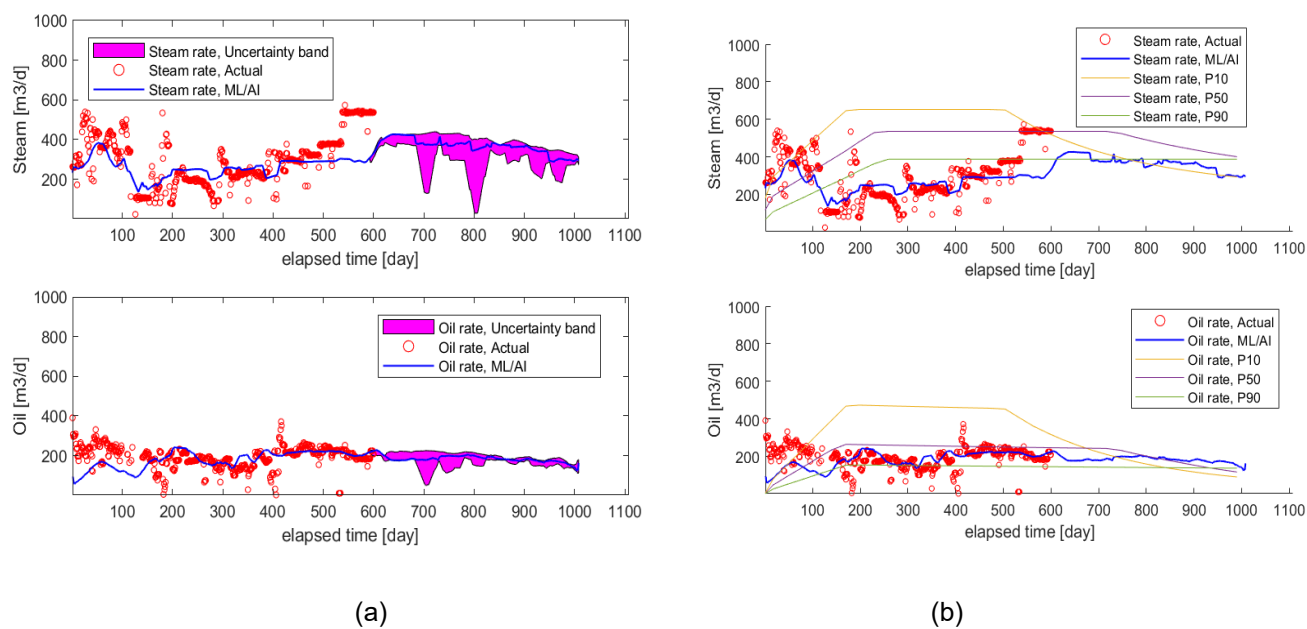 1000
800
600
400
200
Steam [m3/d]
Steam rate, Uncertainty band
Steam rate, Actual
Steam rate, ML/AI
100 200 300 400 500 600 700 800 900 1000 1100
elapsed time [day]
1000
800
600
400
200
Oil [m3/d]
Oil rate, Uncertainty band
Oil rate, Actual
Oil rate, ML/AI
100 200 300 400 500 600 700 800 900 1000 1100
elapsed time [day]
(a)
1000
800
600
400
200
Steam [m3/d]
Steam rate, Actual
Steam rate, ML/AI
Steam rate, P10
Steam rate, P50
Steam rate, P90
100 200 300 400 500 600 700 800 900 1000 1100
elapsed time [day]
1000
800
600
400
200
Oil [m3/d]
Oil rate, Actual
Oil rate, ML/AI
Oil rate, P10
Oil rate, P50
Oil rate, P90
100 200 300 400 500 600 700 800 900 1000 1100
elapsed time [day]
(b)